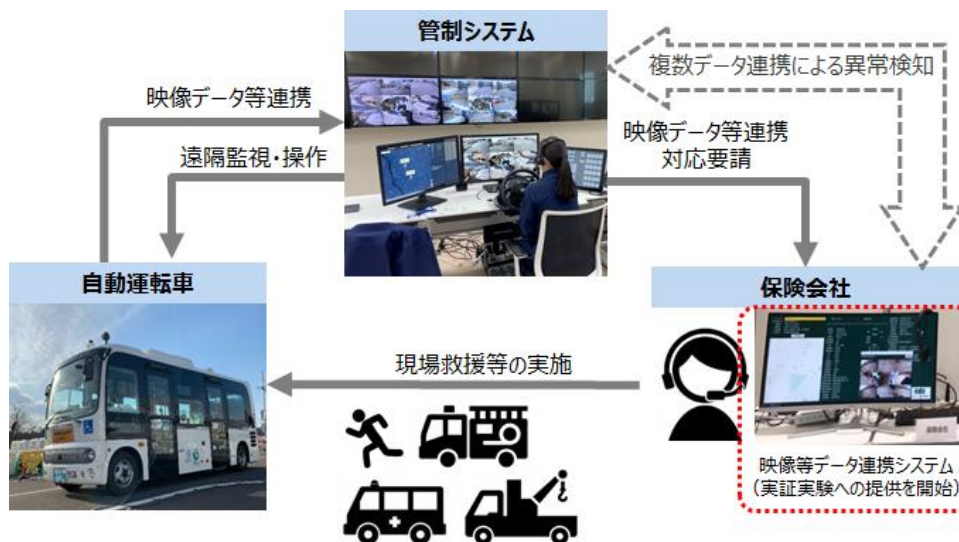 管制システム
複数データ連携による異常検知
映像データ等連携
遠隔監視・操作
映像データ等連携
対応要請
自動運転車
保険会社
現場救援等の実施
映像等データ連携システム
（実証実験への提供を開始）